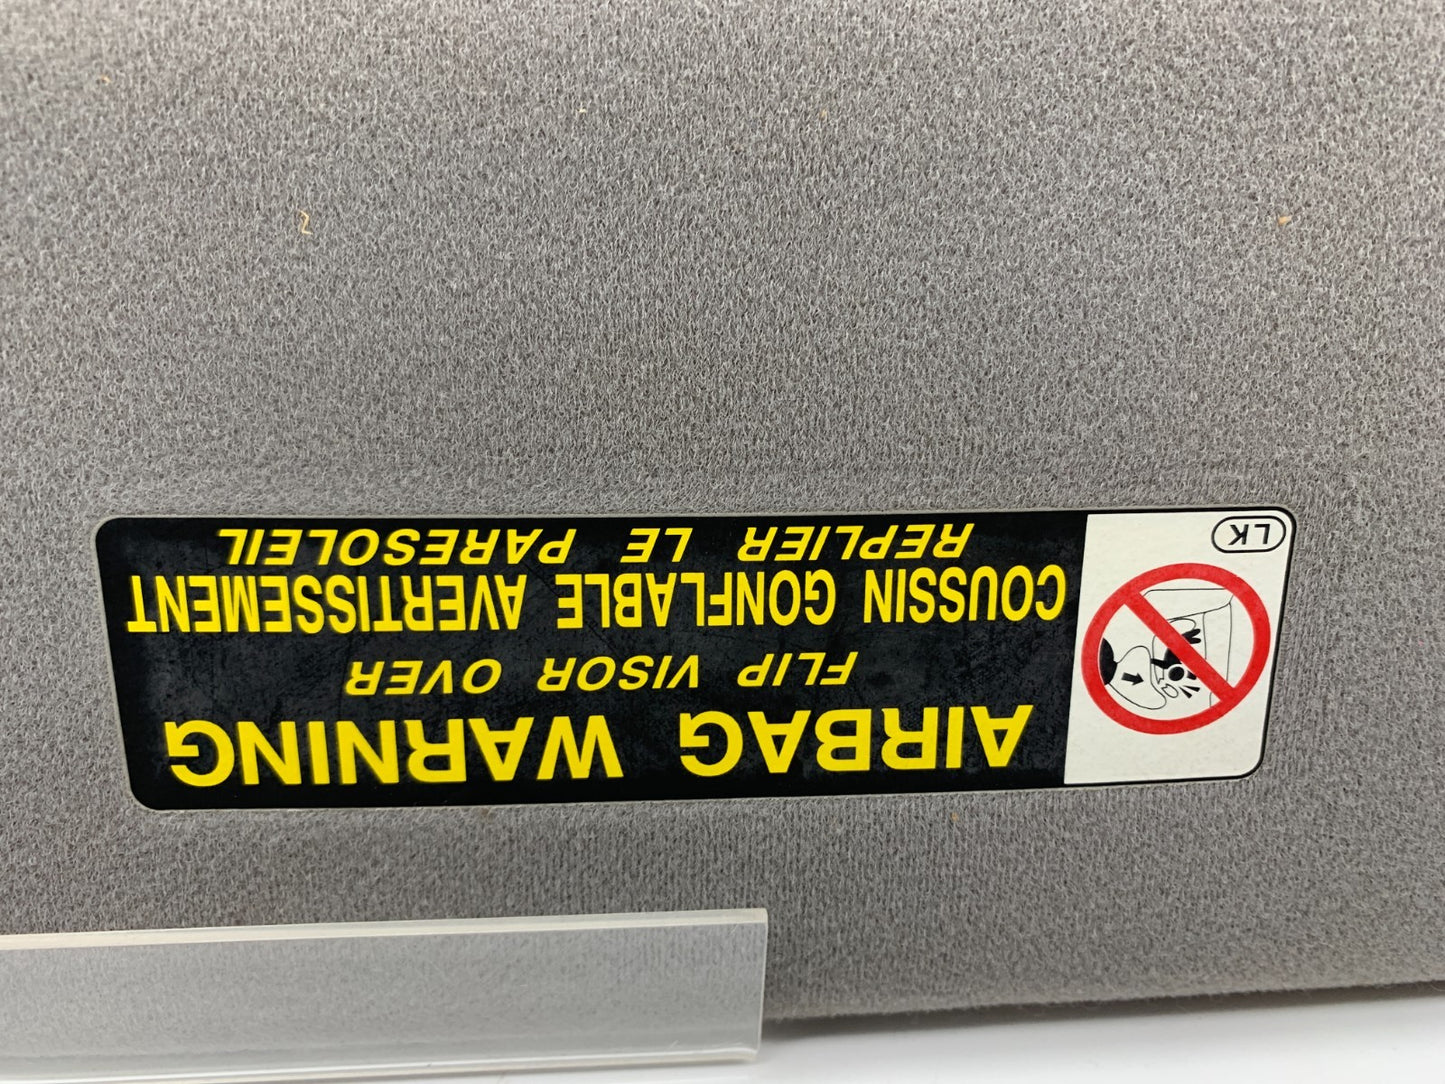 AIRBAG WARNING
FLIP VISOR OVER
COUSSIN GONFLABLE AVERTISSEMENT
REPLIER LE PARESOLEIL
LK